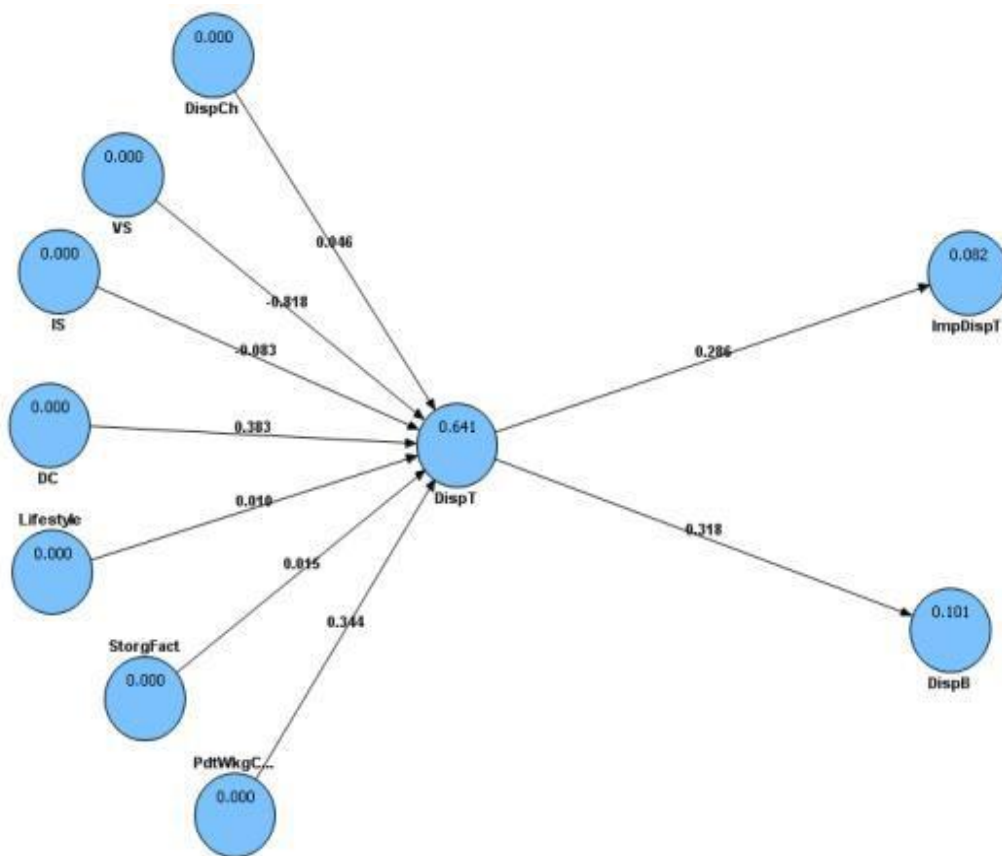 0.000
DispCh
0.000
VS
0.000
IS
0.046
-0.818
-0.083
0.082
ImpDispT
0.286
0.000
DC
0.383
0.641
DispT
Lifestyle
0.000
0.010
0.015
0.318
0.344
0.101
DispB
StorgFact
0.000
PdtWkgC...
0.000